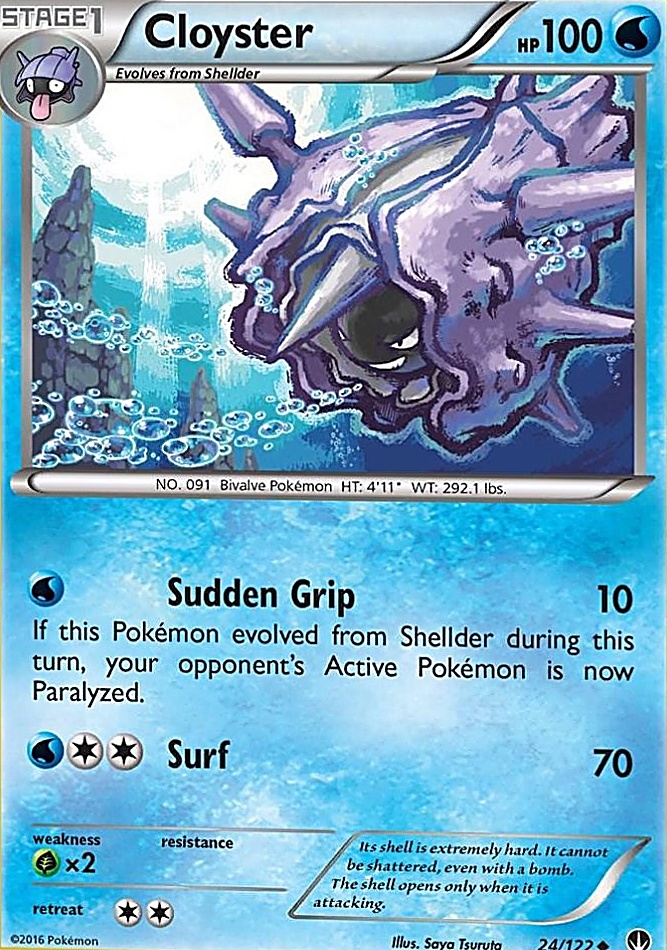 STAGE1
Cloyster
HP100
Evolves from Shellder
NO. 091 Bivalve Pokémon HT: 4'11" WT: 292.1 lbs.
Sudden Grip 10
If this Pokémon evolved from Shellder during this
turn, your opponent's Active Pokémon is now
Paralyzed.
Surf 70
weakness
×2
resistance
retreat
Its shell is extremely hard. It cannot
be shattered, even with a bomb.
The shell opens only when it is
attacking.
©2016 Pokémon
Illus. Saya Tsuruta
24/122